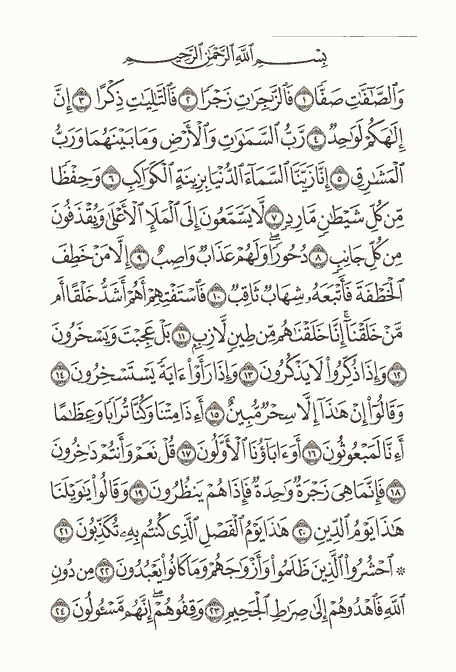 بِسْمِ ٱللَّهِ ٱلرَّحْمَٰنِ ٱلرَّحِيمِ
وَٱلصَّٰٓفَّٰتِ صَفًّا ١ فَٱلزَّٰجِرَٰتِ زَجْرًا ٢ فَٱلتَّٰلِيَٰتِ ذِكْرًا ٣ إِنَّ
إِلَٰهَكُمْ لَوَٰحِدٌ ٤ رَّبُّ ٱلسَّمَٰوَٰتِ وَٱلْأَرْضِ وَمَا بَيْنَهُمَا وَرَبُّ
ٱلْمَشَٰرِقِ ٥ إِنَّا زَيَّنَّا ٱلسَّمَآءَ ٱلدُّنْيَا بِزِينَةٍ ٱلْكَوَاكِبِ ٦ وَحِفْظًا
مِّن كُلِّ شَيْطَٰنٍ مَّارِدٍ ٧ لَّا يَسَّمَّعُونَ إِلَى ٱلْمَلَإِ ٱلْأَعْلَىٰ وَيُقْذَفُونَ
مِن كُلِّ جَانِبٍ ٨ دُحُورًا ۖ وَلَهُمْ عَذَابٌ وَاصِبٌ ٩ إِلَّا مَنْ خَطِفَ
ٱلْخَطْفَةَ فَأَتْبَعَهُۥ شِهَابٌ ثَاقِبٌ ١٠ فَٱسْتَفْتِهِمْ أَهُمْ أَشَدُّ خَلْقًا أَم
مَّنْ خَلَقْنَآ ۚ إِنَّا خَلَقْنَٰهُم مِّن طِينٍ لَّازِبٍۭ ١١ بَلْ عَجِبْتَ وَيَسْخَرُونَ
١٢ وَإِذَا ذُكِّرُوا۟ لَا يَذْكُرُونَ ١٣ وَإِذَا رَأَوْا۟ ءَايَةً يَسْتَسْخِرُونَ ١٤
وَقَالُوٓا۟ إِنْ هَٰذَآ إِلَّا سِحْرٌ مُّبِينٌ ١٥ أَءِذَا مِتْنَا وَكُنَّا تُرَابًا وَعِظَٰمًا
أَءِنَّا لَمَبْعُوثُونَ ١٦ أَوَءَابَآؤُنَا ٱلْأَوَّلُونَ ١٧ قُلْ نَعَمْ وَأَنتُمْ دَٰخِرُونَ
١٨ فَإِنَّمَا هِىَ زَجْرَةٌ وَٰحِدَةٌ فَإِذَا هُمْ يَنظُرُونَ ١٩ وَقَالُوا۟ يَٰوَيْلَنَا
هَٰذَا يَوْمُ ٱلدِّينِ ٢٠ هَٰذَا يَوْمُ ٱلْفَصْلِ ٱلَّذِى كُنتُم بِهِۦ تُكَذِّبُونَ ٢١
۞ ٱحْشُرُوا۟ ٱلَّذِينَ ظَلَمُوا۟ وَأَزْوَٰجَهُمْ وَمَا كَانُوا۟ يَعْبُدُونَ ٢٢ مِن دُونِ
ٱللَّهِ فَٱهْدُوهُمْ إِلَىٰ صِرَٰطِ ٱلْجَحِيمِ ٢٣ وَقِفُوهُمْ ۖ إِنَّهُم مَّسْـُٔولُونَ ٢٤